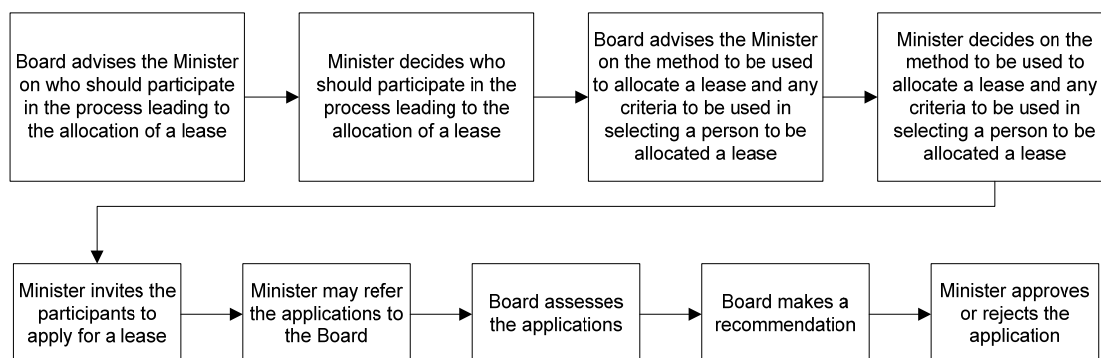 Board advises the Minister
on who should participate
in the process leading to
the allocation of a lease
Minister decides who
should participate in the
process leading to the
allocation of a lease
Board advises the Minister
on the method to be used
to allocate a lease and any
criteria to be used in
selecting a person to be
allocated a lease
Minister decides on the
method to be used to
allocate a lease and any
criteria to be used in
selecting a person to be
allocated a lease
Minister invites the
participants to
apply for a lease
Minister may refer
the applications to
the Board
Board assesses
the applications
Board makes a
recommendation
Minister approves
or rejects the
application